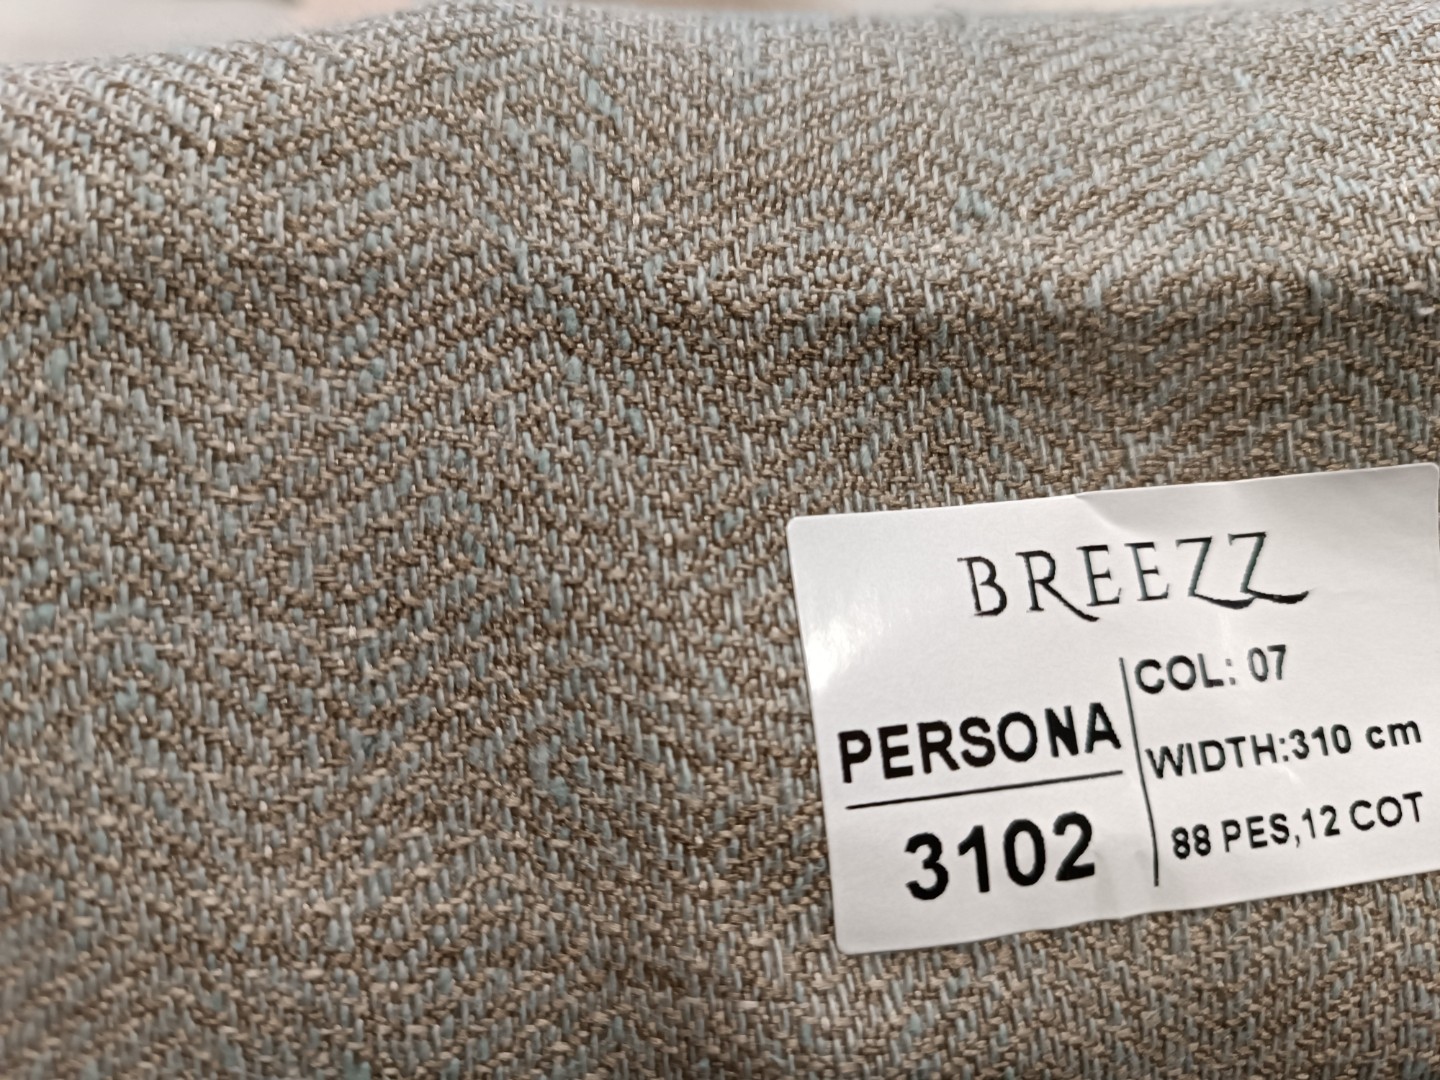 BREEZZ
PERSONA
3102
COL: 07
WIDTH:310 cm
88 PES,12 COT